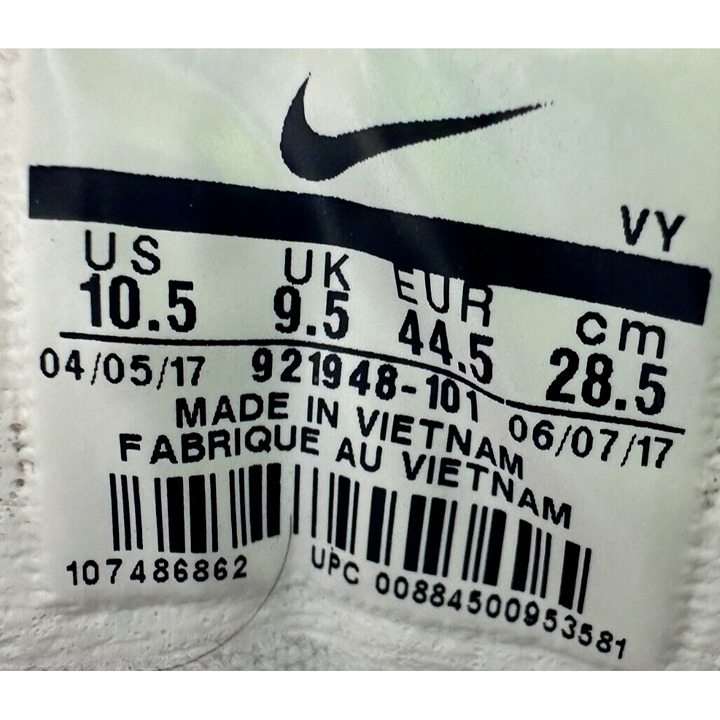 VY
US UK EUR cm
10.5 9.5 44.5 28.5
04/05/17 921948-101 06/07/17
MADE IN VIETNAM
FABRIQUE AU VIETNAM
107486862 UPC 00884500953581